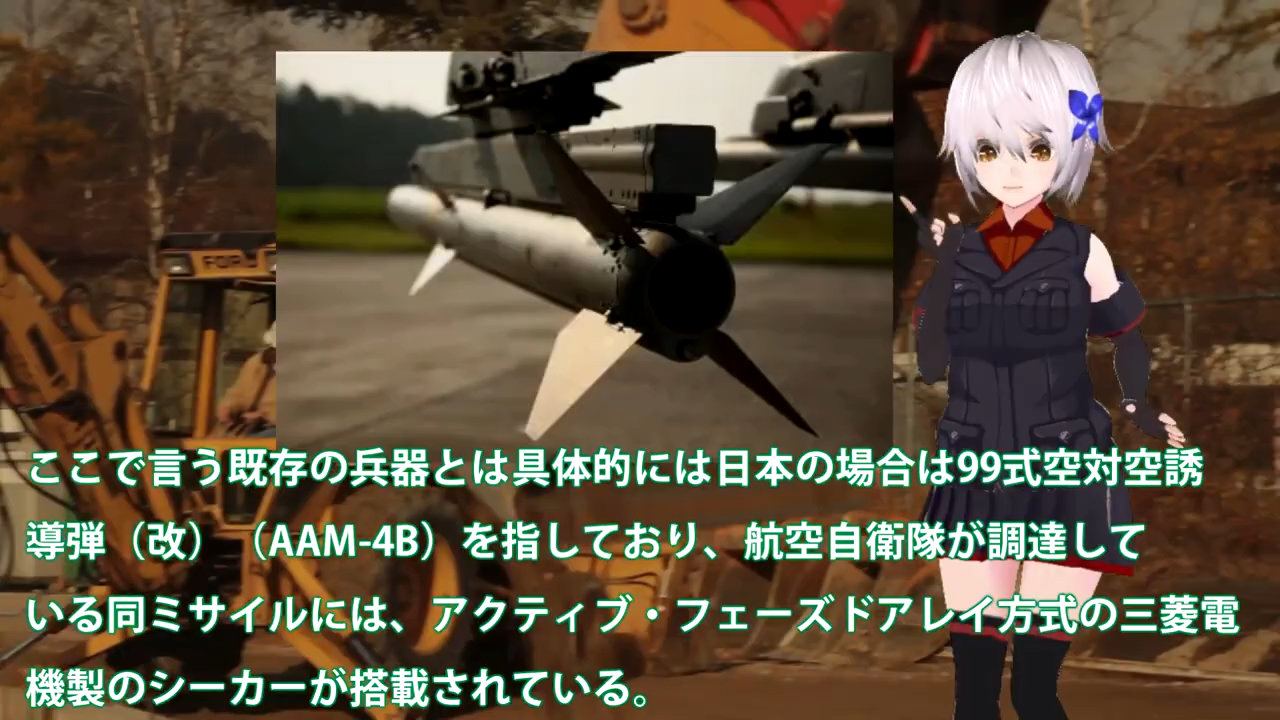 ここで言う既存の兵器とは具体的には日本の場合は99式空対空誘
導弾（改）（AAM-4B）を指しており、航空自衛隊が調達して
いる同ミサイルには、アクティブ・フェーズドアレイ方式の三菱電
機製のシーカーが搭載されている。